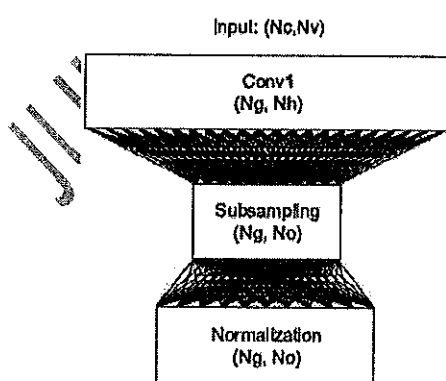 Input: (Nc,Nv)
Conv1
(Ng, Nh)
Subsampling
(Ng, No)
Normalization
(Ng, No)